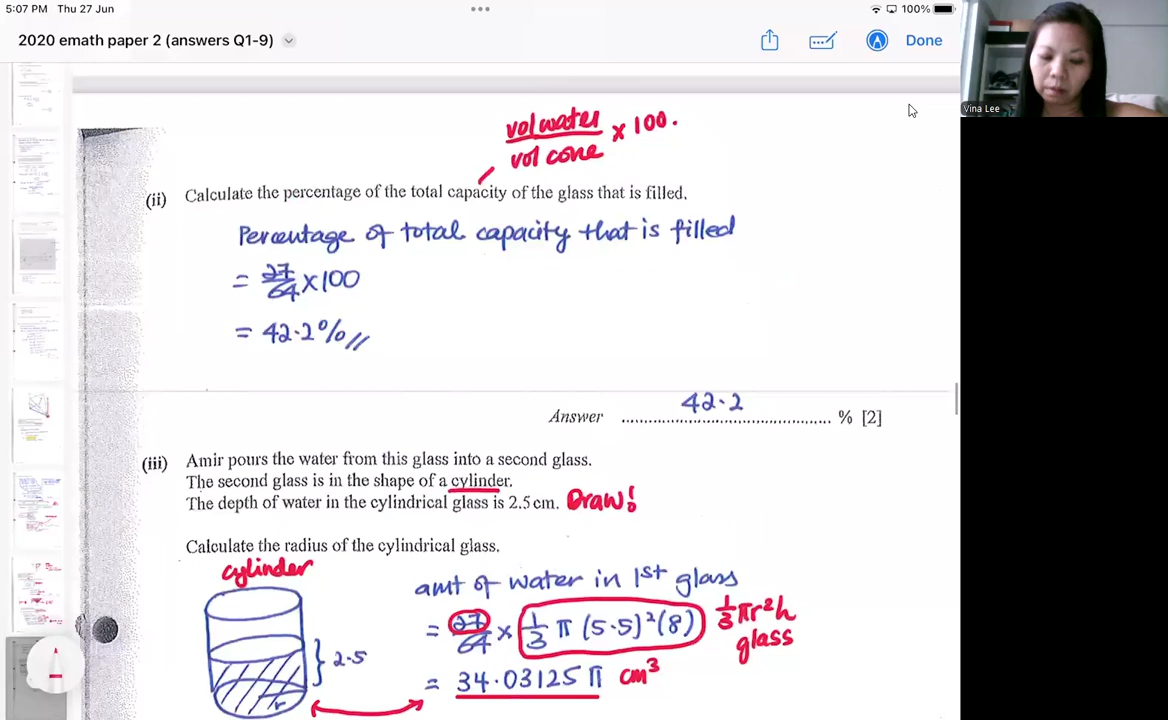 5:07 PM Thu 27 Jun
100%
2020 emath paper 2 (answers Q1-9)
Done
Vina Lee
vol water
vol cone
x 100.
(ii) Calculate the percentage of the total capacity of the glass that is filled.
Percentage of total capacity that is filled
= 27/64 x 100
= 42.2% //
42.2
Answer ............................................ % [2]
(iii) Amir pours the water from this glass into a second glass.
The second glass is in the shape of a cylinder.
The depth of water in the cylindrical glass is 2.5 cm. Draw!
Calculate the radius of the cylindrical glass.
cylinder
2.5
r
amt of water in 1st glass
= 27/64 x 1/3 π (5.5)²(8)
1/3 πr²h
glass
= 34.03125 π cm³